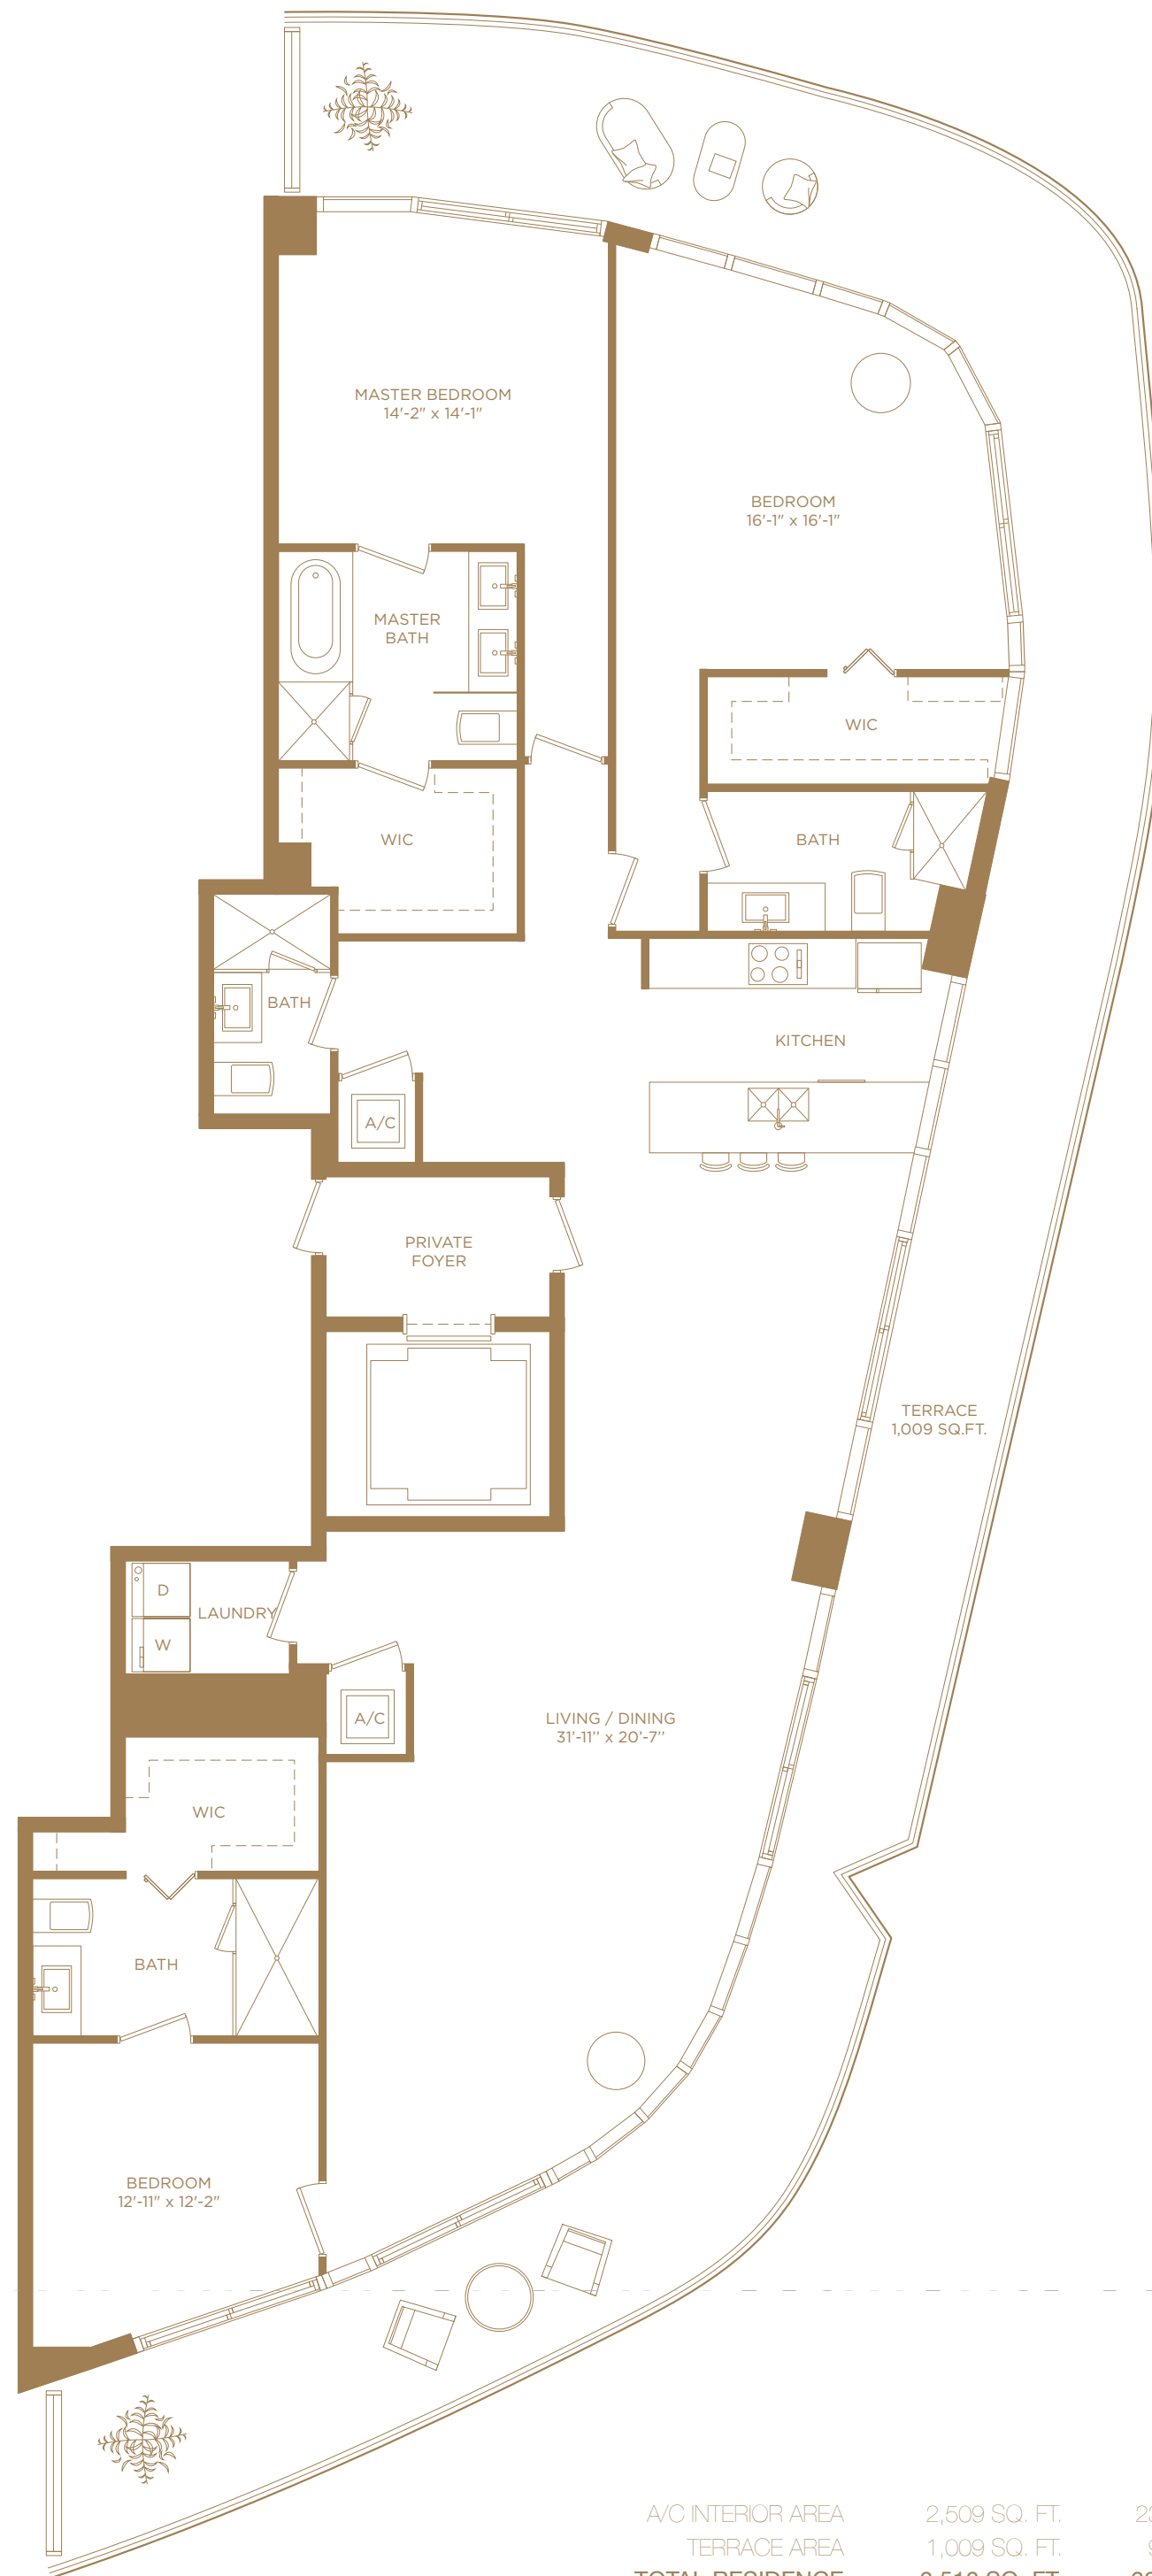 MASTER BEDROOM
14'-2" x 14'-1"
BEDROOM
16'-1" x 16'-1"
MASTER
BATH
WIC
WIC
BATH
BATH
KITCHEN
A/C
PRIVATE
FOYER
TERRACE
1,009 SQ.FT.
D
LAUNDRY
W
A/C
LIVING / DINING
31'-11'' x 20'-7''
WIC
BATH
BEDROOM
12'-11" x 12'-2"
A/C INTERIOR AREA 2,509 SQ. FT.
TERRACE AREA 1,009 SQ. FT.
TOTAL RESIDENCE